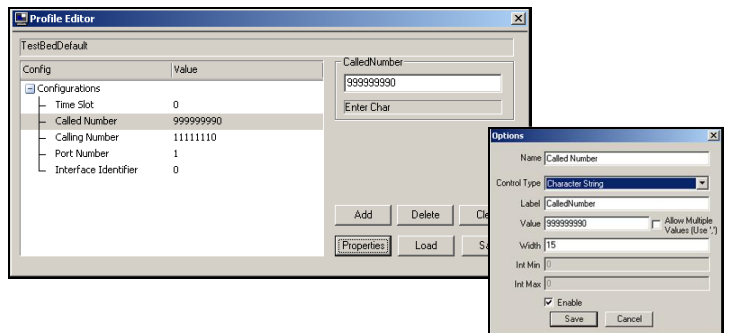 Profile Editor
TestBedDefault
Config Value
Configurations
Time Slot 0
Called Number 999999990
Calling Number 11111110
Port Number 1
Interface Identifier 0
CalledNumber
999999990
Enter Char
Add Delete
Properties Load
Options
Name Called Number
Control Type Character String
Label CalledNumber
Value 999999990 Allow Multiple
Values (Use ',')
Width 15
Int Min 0
Int Max 0
Enable
Save Cancel